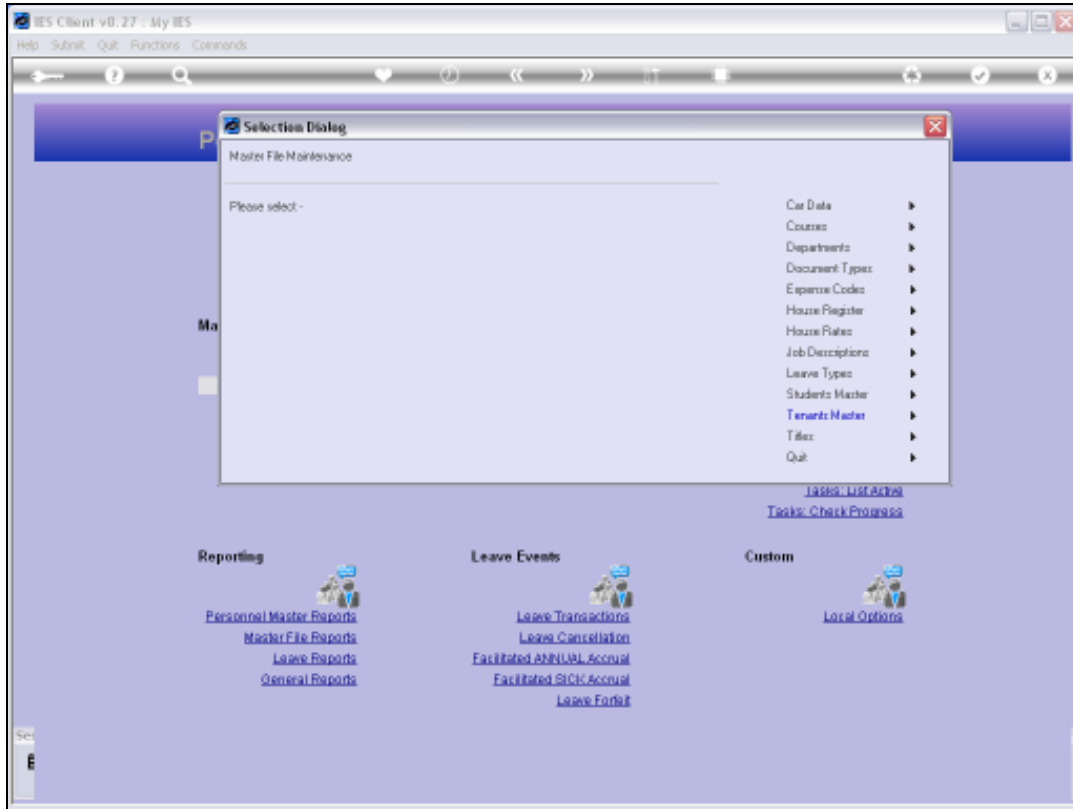 IES Client v8.27 : My IES
Help Submit Quit Functions Commands
Selection Dialog
Master File Maintenance
Please select -
Car Data
Courses
Departments
Document Types
Expense Codes
House Register
House Rates
Job Descriptions
Leave Types
Students Master
Tenants Master
Titles
Quit
Ma
Tasks: List Active
Tasks: Check Progress
Reporting
Personnel Master Reports
Master File Reports
Leave Reports
General Reports
Leave Events
Leave Transactions
Leave Cancellation
Facilitated ANNUAL Accrual
Facilitated SICK Accrual
Leave Forfeit
Custom
Local Options